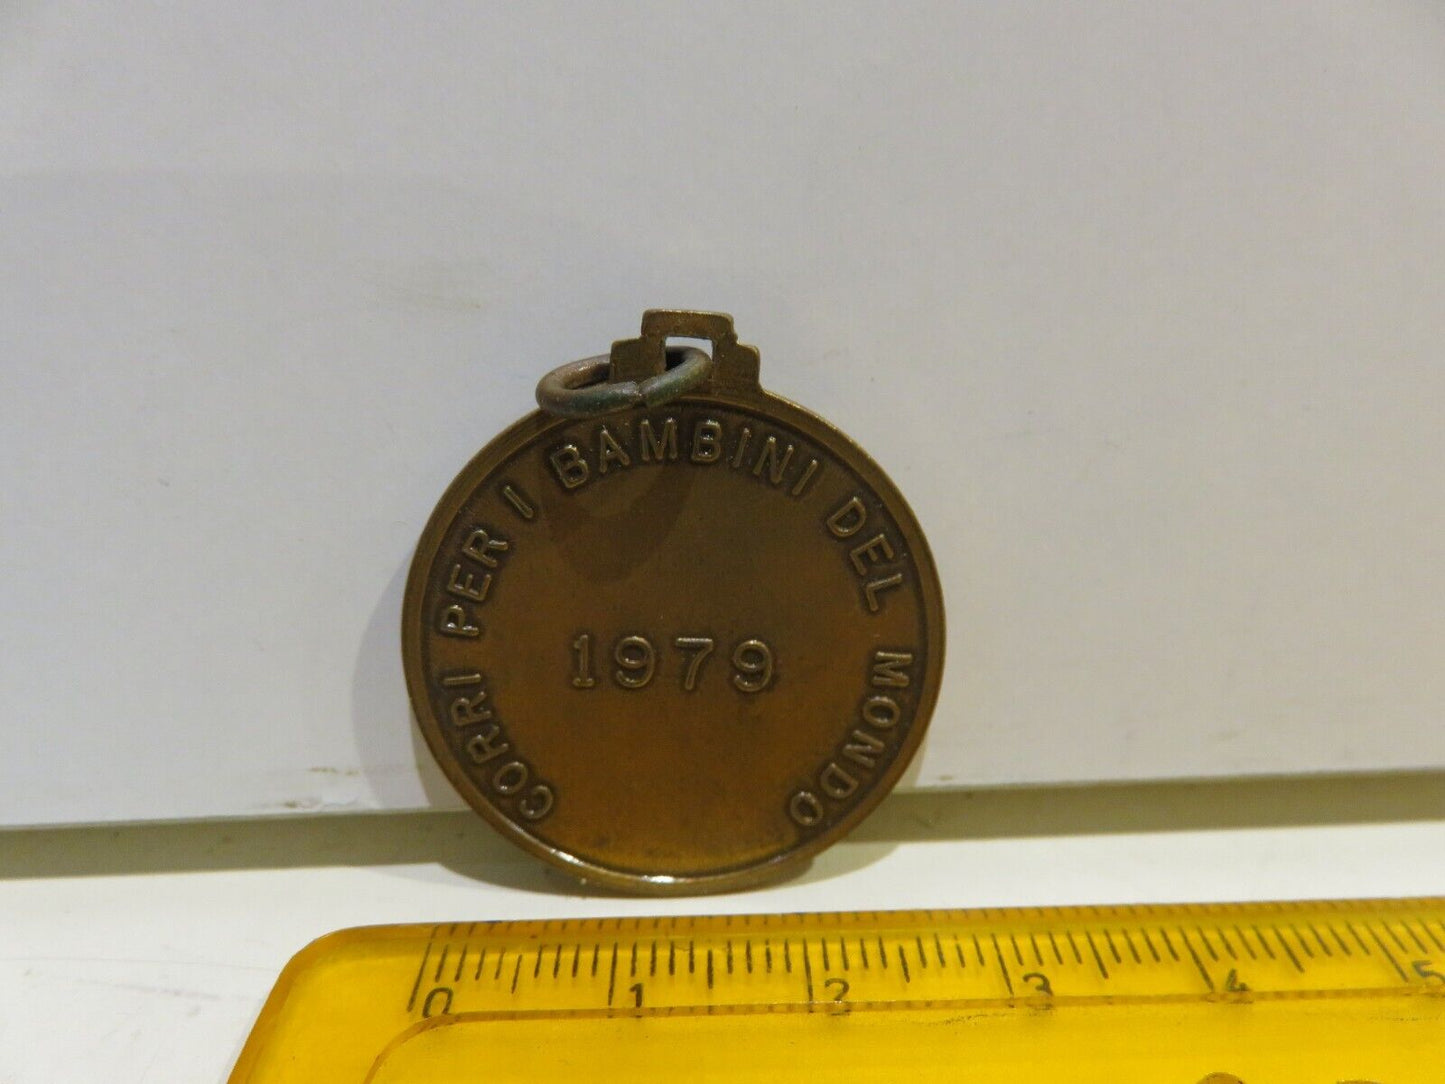 CORRI PER I BAMBINI DEL MONDO
1979
0 1 2 3 4 5